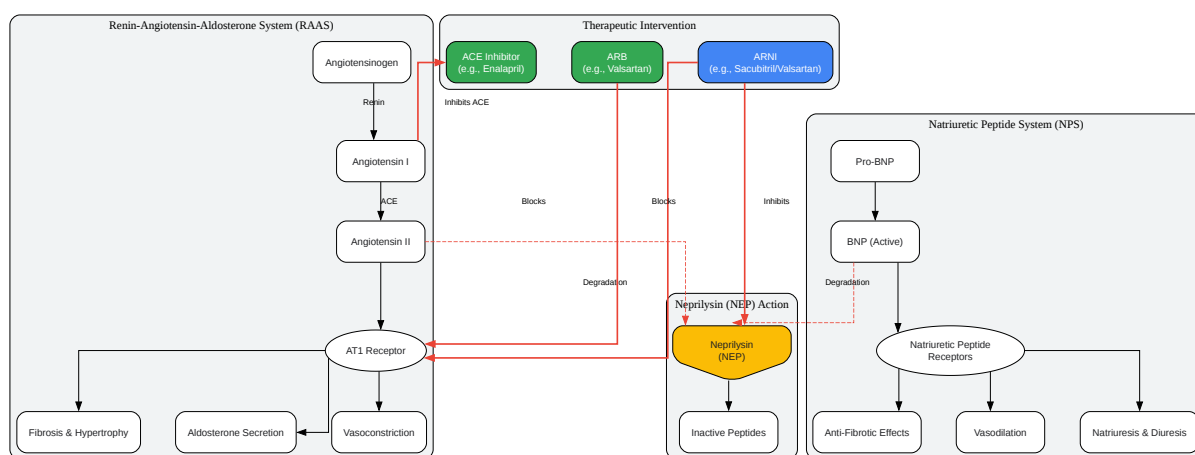 Renin-Angiotensin-Aldosterone System (RAAS)
Therapeutic Intervention
Angiotensinogen
ACE Inhibitor
(e.g., Enalapril)
ARB
(e.g., Valsartan)
ARNI
(e.g., Sacubitril/Valsartan)
Renin
Inhibits ACE
Natriuretic Peptide System (NPS)
Angiotensin I
Pro-BNP
ACE
Blocks
Blocks
Inhibits
Angiotensin II
BNP (Active)
Degradation
Degradation
Neprilysin (NEP) Action
AT1 Receptor
Neprilysin
(NEP)
Natriuretic Peptide
Receptors
Fibrosis & Hypertrophy
Aldosterone Secretion
Vasoconstriction
Inactive Peptides
Anti-Fibrotic Effects
Vasodilation
Natriuresis & Diuresis